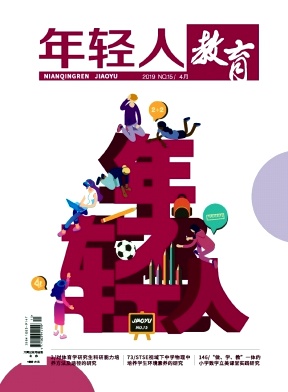 年轻人
教育
NIANQINGREN JIAOYU
2019 NO.15/ 4月
年轻人
JIAOYU
NO.15
73/STSE视域下中学物理中
培养学生环境素养的研究
146/“做、学、教”一体的
小学数学立美课堂实践研究